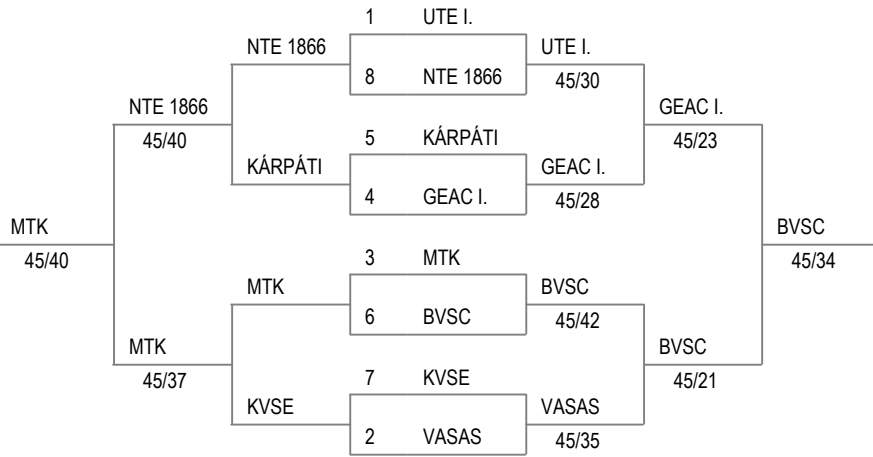 1 UTE I.
NTE 1866 UTE I.
8 NTE 1866 45/30
NTE 1866 GEAC I.
45/40 5 KÁRPÁTI 45/23
KÁRPÁTI GEAC I.
4 GEAC I. 45/28
MTK BVSC
45/40 3 MTK 45/34
MTK BVSC
6 BVSC 45/42
MTK BVSC
45/37 7 KVSE 45/21
KVSE VASAS
2 VASAS 45/35